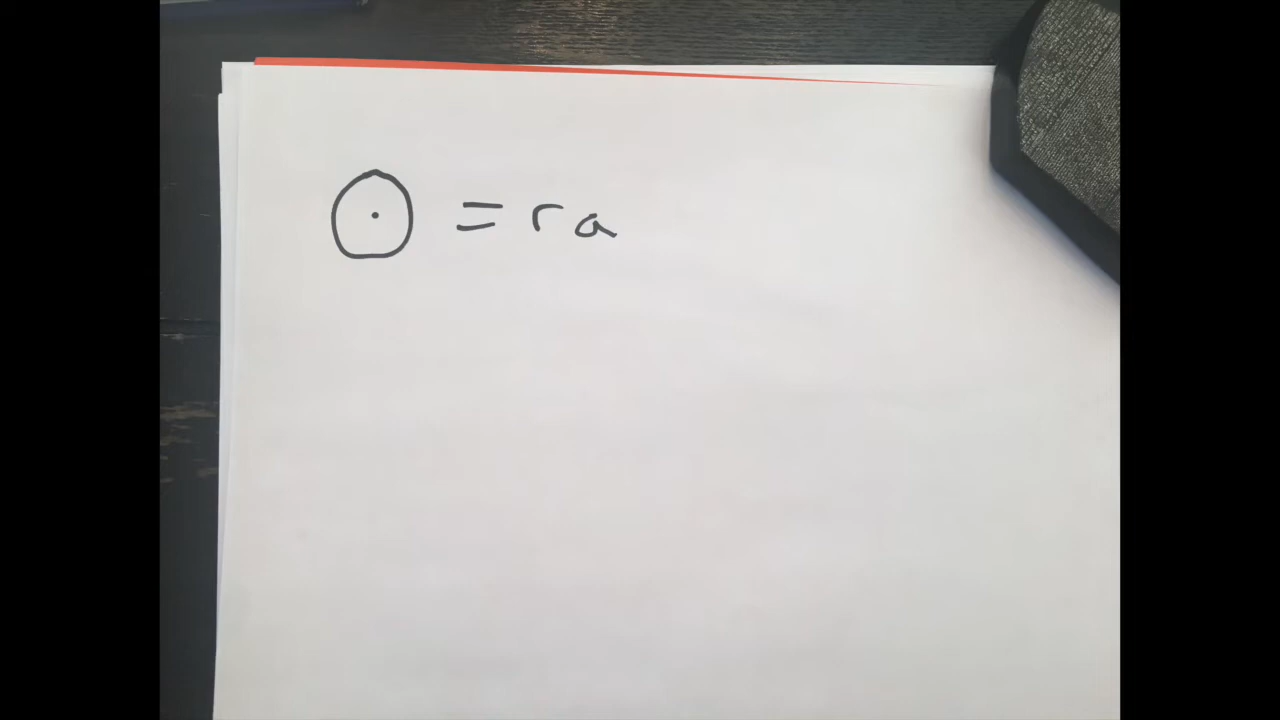 ☉ = ra